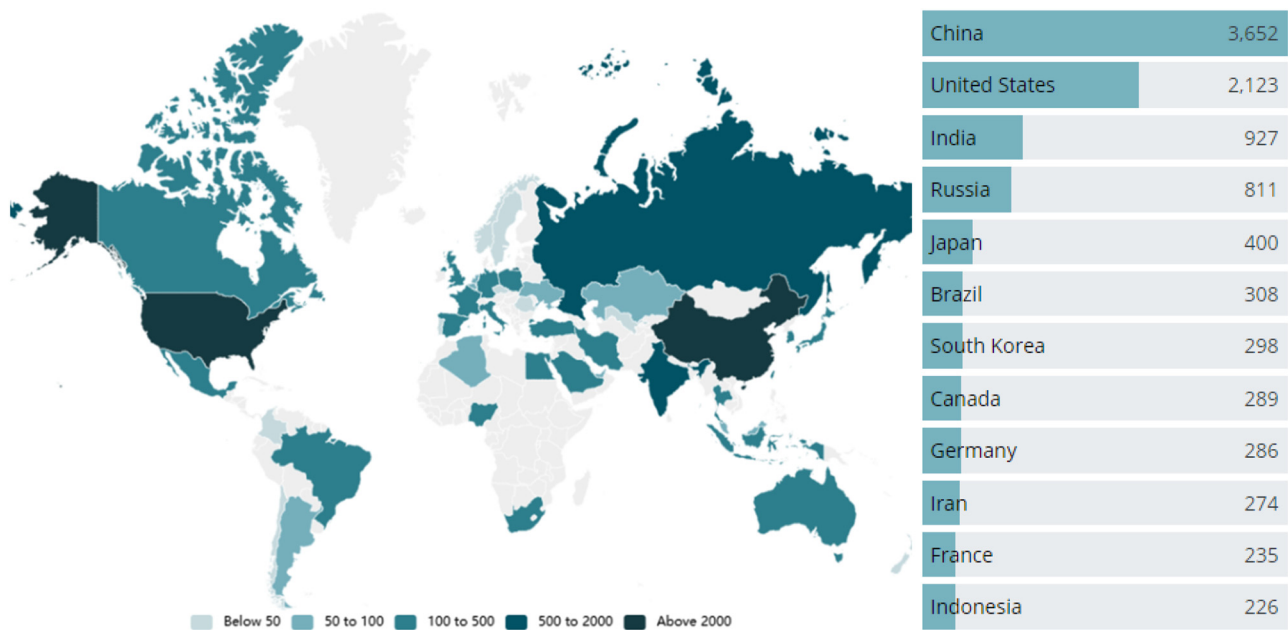 China 3,652
United States 2,123
India 927
Russia 811
Japan 400
Brazil 308
South Korea 298
Canada 289
Germany 286
Iran 274
France 235
Indonesia 226
Below 50 50 to 100 100 to 500 500 to 2000 Above 2000